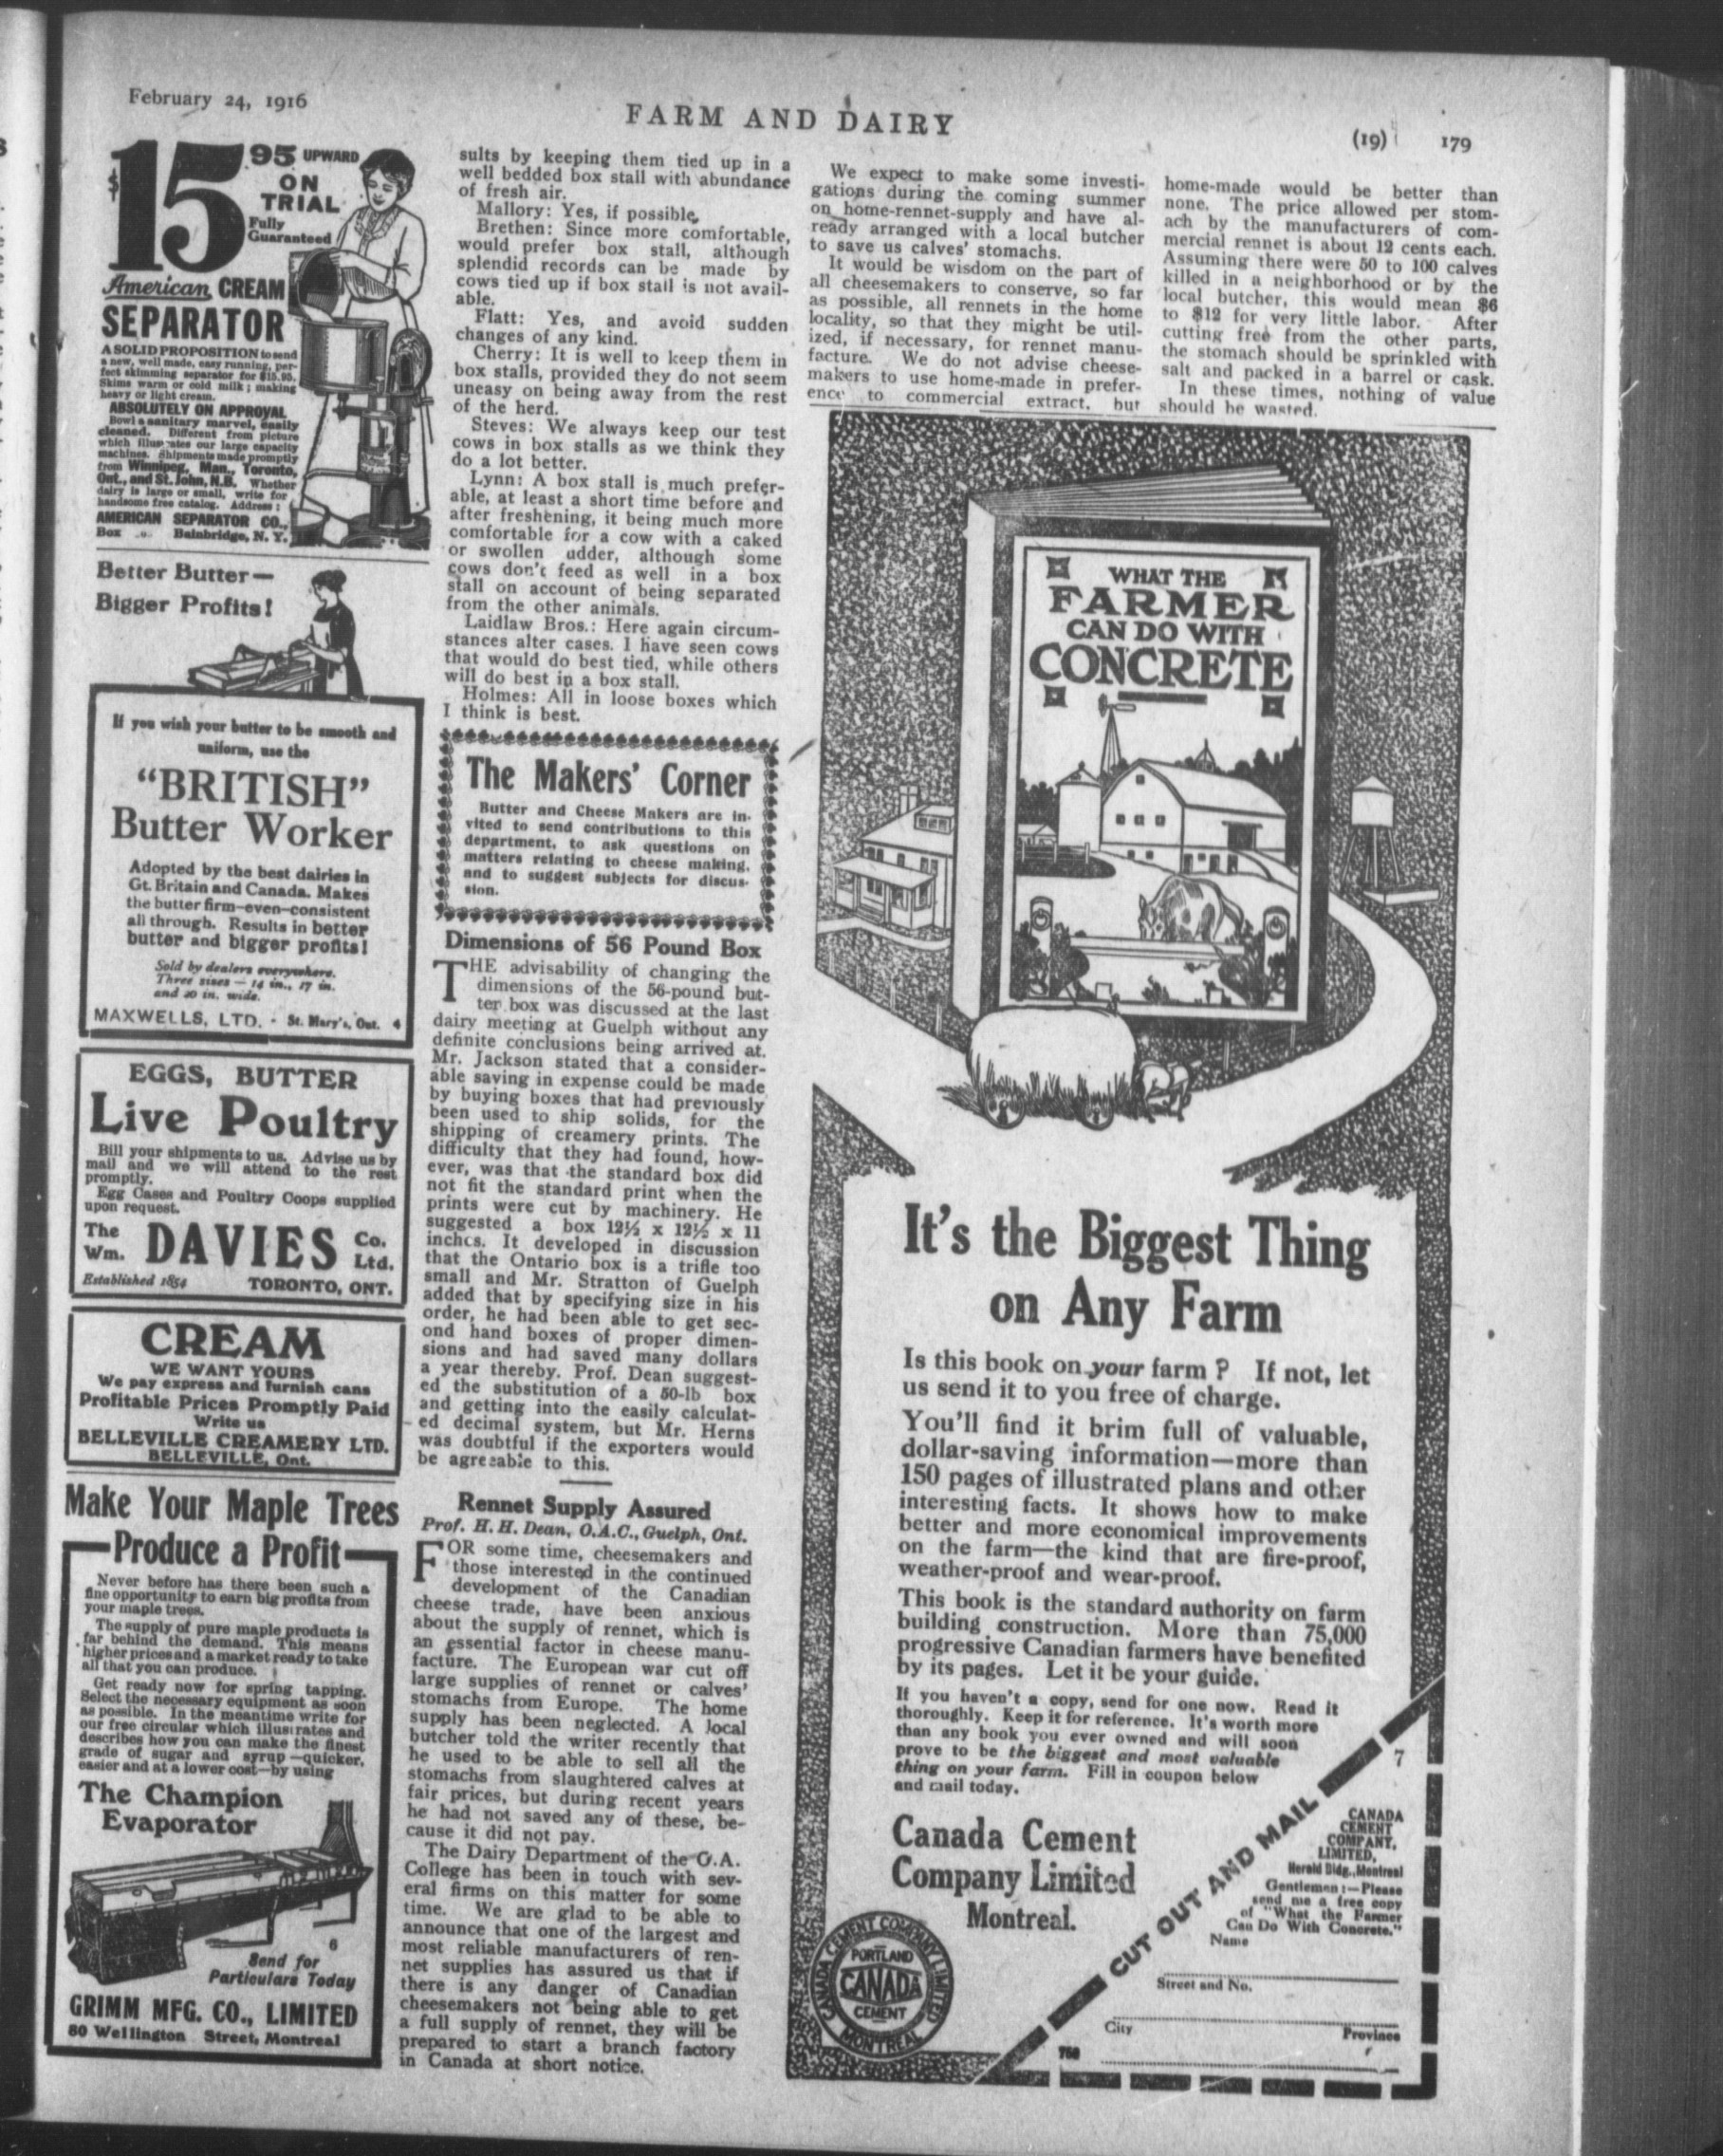 February 24, 1916
FARM AND DAIRY
(19) 179
$15.95 UPWARD
ON
TRIAL
Fully
Guaranteed
American CREAM
SEPARATOR
A SOLID PROPOSITION to send
a new, well made, easy running, per-
fect skimming separator for $15.95.
Skims warm or cold milk; making
heavy or light cream.
ABSOLUTELY ON APPROVAL
Bowl a sanitary marvel, easily
cleaned. Different from picture
which illustrates our large capacity
machines. Shipments made promptly
from Winnipeg, Man., Toronto,
Ont., and St. John, N.B. Whether
dairy is large or small, write for
handsome free catalog. Address:
AMERICAN SEPARATOR CO.,
Box Bainbridge, N. Y.
Better Butter—
Bigger Profits!
If you wish your butter to be smooth and
uniform, use the
"BRITISH"
Butter Worker
Adopted by the best dairies in
Gt. Britain and Canada. Makes
the butter firm—even—consistent
all through. Results in better
butter and bigger profits!
Sold by dealers everywhere.
Three sizes — 14 in., 17 in.
and 20 in. wide.
MAXWELLS, LTD. - St. Mary's, Ont. 4
EGGS, BUTTER
Live Poultry
Bill your shipments to us. Advise us by
mail and we will attend to the rest
promptly.
Egg Cases and Poultry Coops supplied
upon request.
The Wm. DAVIES Co. Ltd.
Established 1854 TORONTO, ONT.
CREAM
WE WANT YOURS
We pay express and furnish cans
Profitable Prices Promptly Paid
Write us
BELLEVILLE CREAMERY LTD.
BELLEVILLE, Ont.
Make Your Maple Trees
Produce a Profit
Never before has there been such a
fine opportunity to earn big profits from
your maple trees.
The supply of pure maple products is
far behind the demand. This means
higher prices and a market ready to take
all that you can produce.
Get ready now for spring tapping.
Select the necessary equipment as soon
as possible. In the meantime write for
our free circular which illustrates and
describes how you can make the finest
grade of sugar and syrup—quicker,
easier and at a lower cost—by using
The Champion
Evaporator
6
Send for
Particulars Today
GRIMM MFG. CO., LIMITED
80 Wellington Street, Montreal
sults by keeping them tied up in a
well bedded box stall with abundance
of fresh air.
Mallory: Yes, if possible.
Brethen: Since more comfortable,
would prefer box stall, although
splendid records can be made by
cows tied up if box stall is not avail-
able.
Flatt: Yes, and avoid sudden
changes of any kind.
Cherry: It is well to keep them in
box stalls, provided they do not seem
uneasy on being away from the rest
of the herd.
Steves: We always keep our test
cows in box stalls as we think they
do a lot better.
Lynn: A box stall is much prefer-
able, at least a short time before and
after freshening, it being much more
comfortable for a cow with a caked
or swollen udder, although some
cows don't feed as well in a box
stall on account of being separated
from the other animals.
Laidlaw Bros.: Here again circum-
stances alter cases. I have seen cows
that would do best tied, while others
will do best in a box stall.
Holmes: All in loose boxes which
I think is best.
The Makers' Corner
Butter and Cheese Makers are in-
vited to send contributions to this
department, to ask questions on
matters relating to cheese making,
and to suggest subjects for discus-
sion.
Dimensions of 56 Pound Box
THE advisability of changing the
dimensions of the 56-pound but-
ter box was discussed at the last
dairy meeting at Guelph without any
definite conclusions being arrived at.
Mr. Jackson stated that a consider-
able saving in expense could be made
by buying boxes that had previously
been used to ship solids, for the
shipping of creamery prints. The
difficulty that they had found, how-
ever, was that the standard box did
not fit the standard print when the
prints were cut by machinery. He
suggested a box 12½ x 12½ x 11
inches. It developed in discussion
that the Ontario box is a trifle too
small and Mr. Stratton of Guelph
added that by specifying size in his
order, he had been able to get sec-
ond hand boxes of proper dimen-
sions and had saved many dollars
a year thereby. Prof. Dean suggest-
ed the substitution of a 50-lb box
and getting into the easily calculat-
ed decimal system, but Mr. Herns
was doubtful if the exporters would
be agreeable to this.
Rennet Supply Assured
Prof. H. H. Dean, O.A.C., Guelph, Ont.
FOR some time, cheesemakers and
those interested in the continued
development of the Canadian
cheese trade, have been anxious
about the supply of rennet, which is
an essential factor in cheese manu-
facture. The European war cut off
large supplies of rennet or calves'
stomachs from Europe. The home
supply has been neglected. A local
butcher told the writer recently that
he used to be able to sell all the
stomachs from slaughtered calves at
fair prices, but during recent years
he had not saved any of these, be-
cause it did not pay.
The Dairy Department of the O.A.
College has been in touch with sev-
eral firms on this matter for some
time. We are glad to be able to
announce that one of the largest and
most reliable manufacturers of ren-
net supplies has assured us that if
there is any danger of Canadian
cheesemakers not being able to get
a full supply of rennet, they will be
prepared to start a branch factory
in Canada at short notice.
We expect to make some investi-
gations during the coming summer
on home-rennet-supply and have al-
ready arranged with a local butcher
to save us calves' stomachs.
It would be wisdom on the part of
all cheesemakers to conserve, so far
as possible, all rennets in the home
locality, so that they might be util-
ized, if necessary, for rennet manu-
facture. We do not advise cheese-
makers to use home-made in prefer-
ence to commercial extract, but
home-made would be better than
none. The price allowed per stom-
ach by the manufacturers of com-
mercial rennet is about 12 cents each.
Assuming there were 50 to 100 calves
killed in a neighborhood or by the
local butcher, this would mean $6
to $12 for very little labor. After
cutting free from the other parts,
the stomach should be sprinkled with
salt and packed in a barrel or cask.
In these times, nothing of value
should be wasted.
WHAT THE
FARMER
CAN DO WITH
CONCRETE
It's the Biggest Thing
on Any Farm
Is this book on your farm? If not, let
us send it to you free of charge.
You'll find it brim full of valuable,
dollar-saving information—more than
150 pages of illustrated plans and other
interesting facts. It shows how to make
better and more economical improvements
on the farm—the kind that are fire-proof,
weather-proof and wear-proof.
This book is the standard authority on farm
building construction. More than 75,000
progressive Canadian farmers have benefited
by its pages. Let it be your guide.
If you haven't a copy, send for one now. Read it
thoroughly. Keep it for reference. It's worth more
than any book you ever owned and will soon
prove to be the biggest and most valuable
thing on your farm. Fill in coupon below
and mail today.
Canada Cement
Company Limited
Montreal.
CANADA CEMENT COMPANY LIMITED
PORTLAND
CANADA
CEMENT
MONTREAL
CUT OUT AND MAIL
7
CANADA
CEMENT
COMPANY,
LIMITED,
Herald Bldg., Montreal
Gentlemen:—Please
send me a free copy
of "What the Farmer
Can Do With Concrete."
Name
Street and No.
City Province